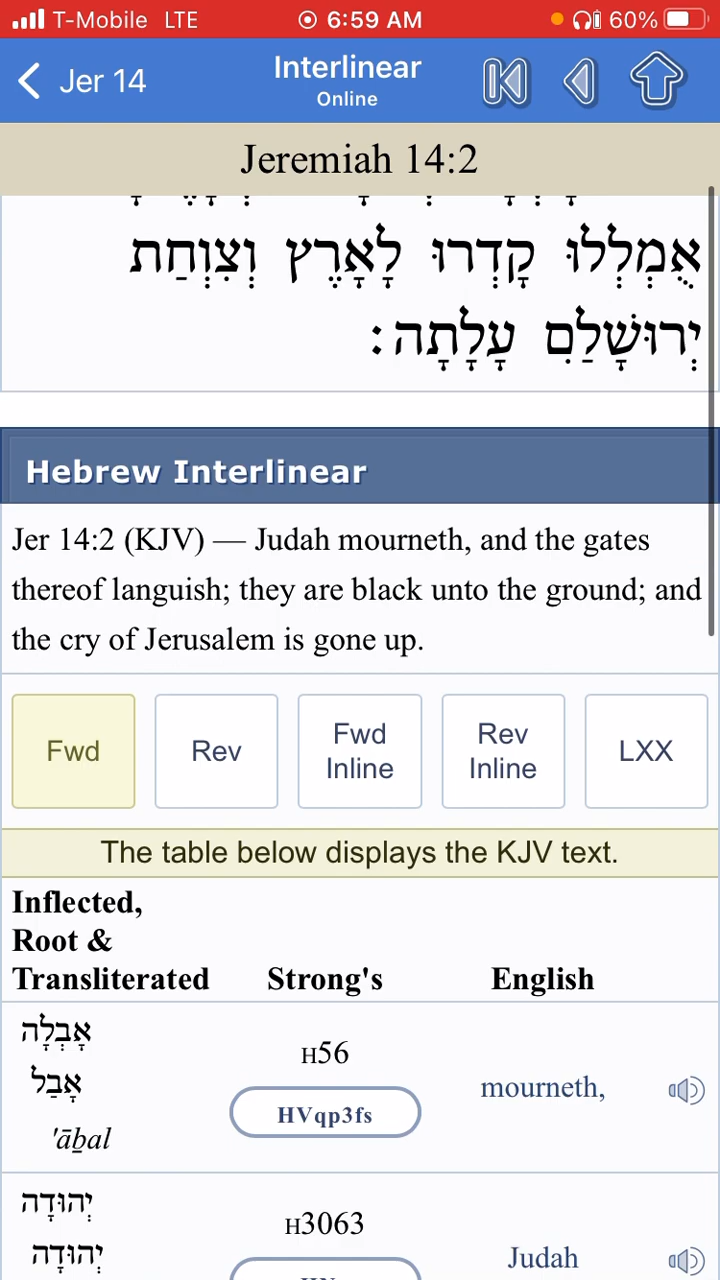 T-Mobile LTE 6:59 AM 60%
Jer 14 Interlinear
Online
Jeremiah 14:2
אֻמְלְלוּ קָדְרוּ לָאָרֶץ וְצִוְחַת
יְרוּשָׁלִַם עָלָתָה׃
Hebrew Interlinear
Jer 14:2 (KJV) — Judah mourneth, and the gates
thereof languish; they are black unto the ground; and
the cry of Jerusalem is gone up.
Fwd Rev Fwd Inline Rev Inline LXX
The table below displays the KJV text.
Inflected,
Root &
Transliterated Strong's English
אָבְלָה
H56
אָבַל
mourneth,
HVqp3fs
'āḇal
יְהוּדָה
H3063
יְהוּדָה
Judah